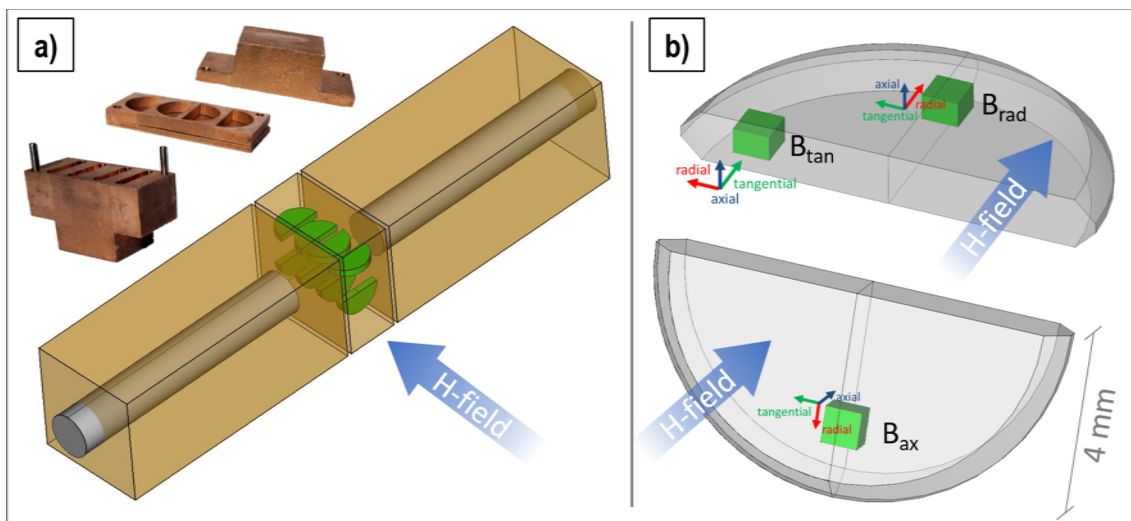 a)
H-field
b)
axial
radial
tangential
B_rad
B_tan
radial
tangential
axial
H-field
H-field
axial
tangential
radial
B_ax
4 mm